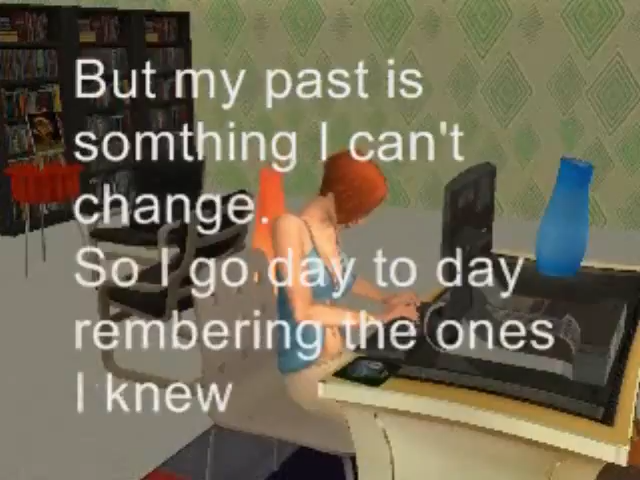 But my past is
somthing I can't
change.
So I go day to day
rembering the ones
I knew